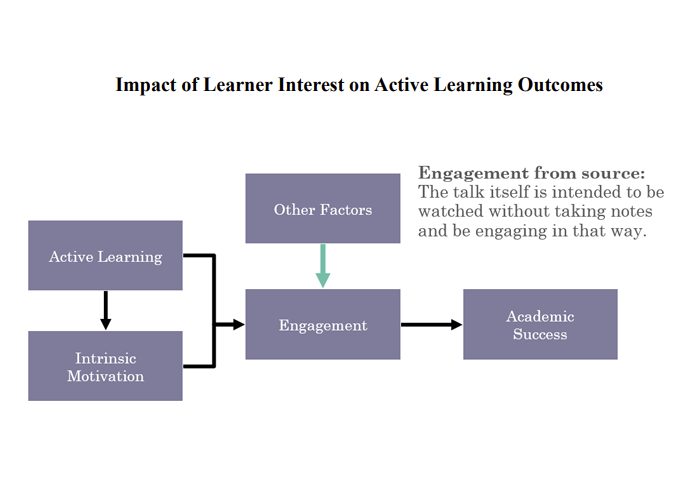 Impact of Learner Interest on Active Learning Outcomes
Engagement from source:
The talk itself is intended to be
watched without taking notes
and be engaging in that way.
Other Factors
Active Learning
Engagement
Academic
Success
Intrinsic
Motivation